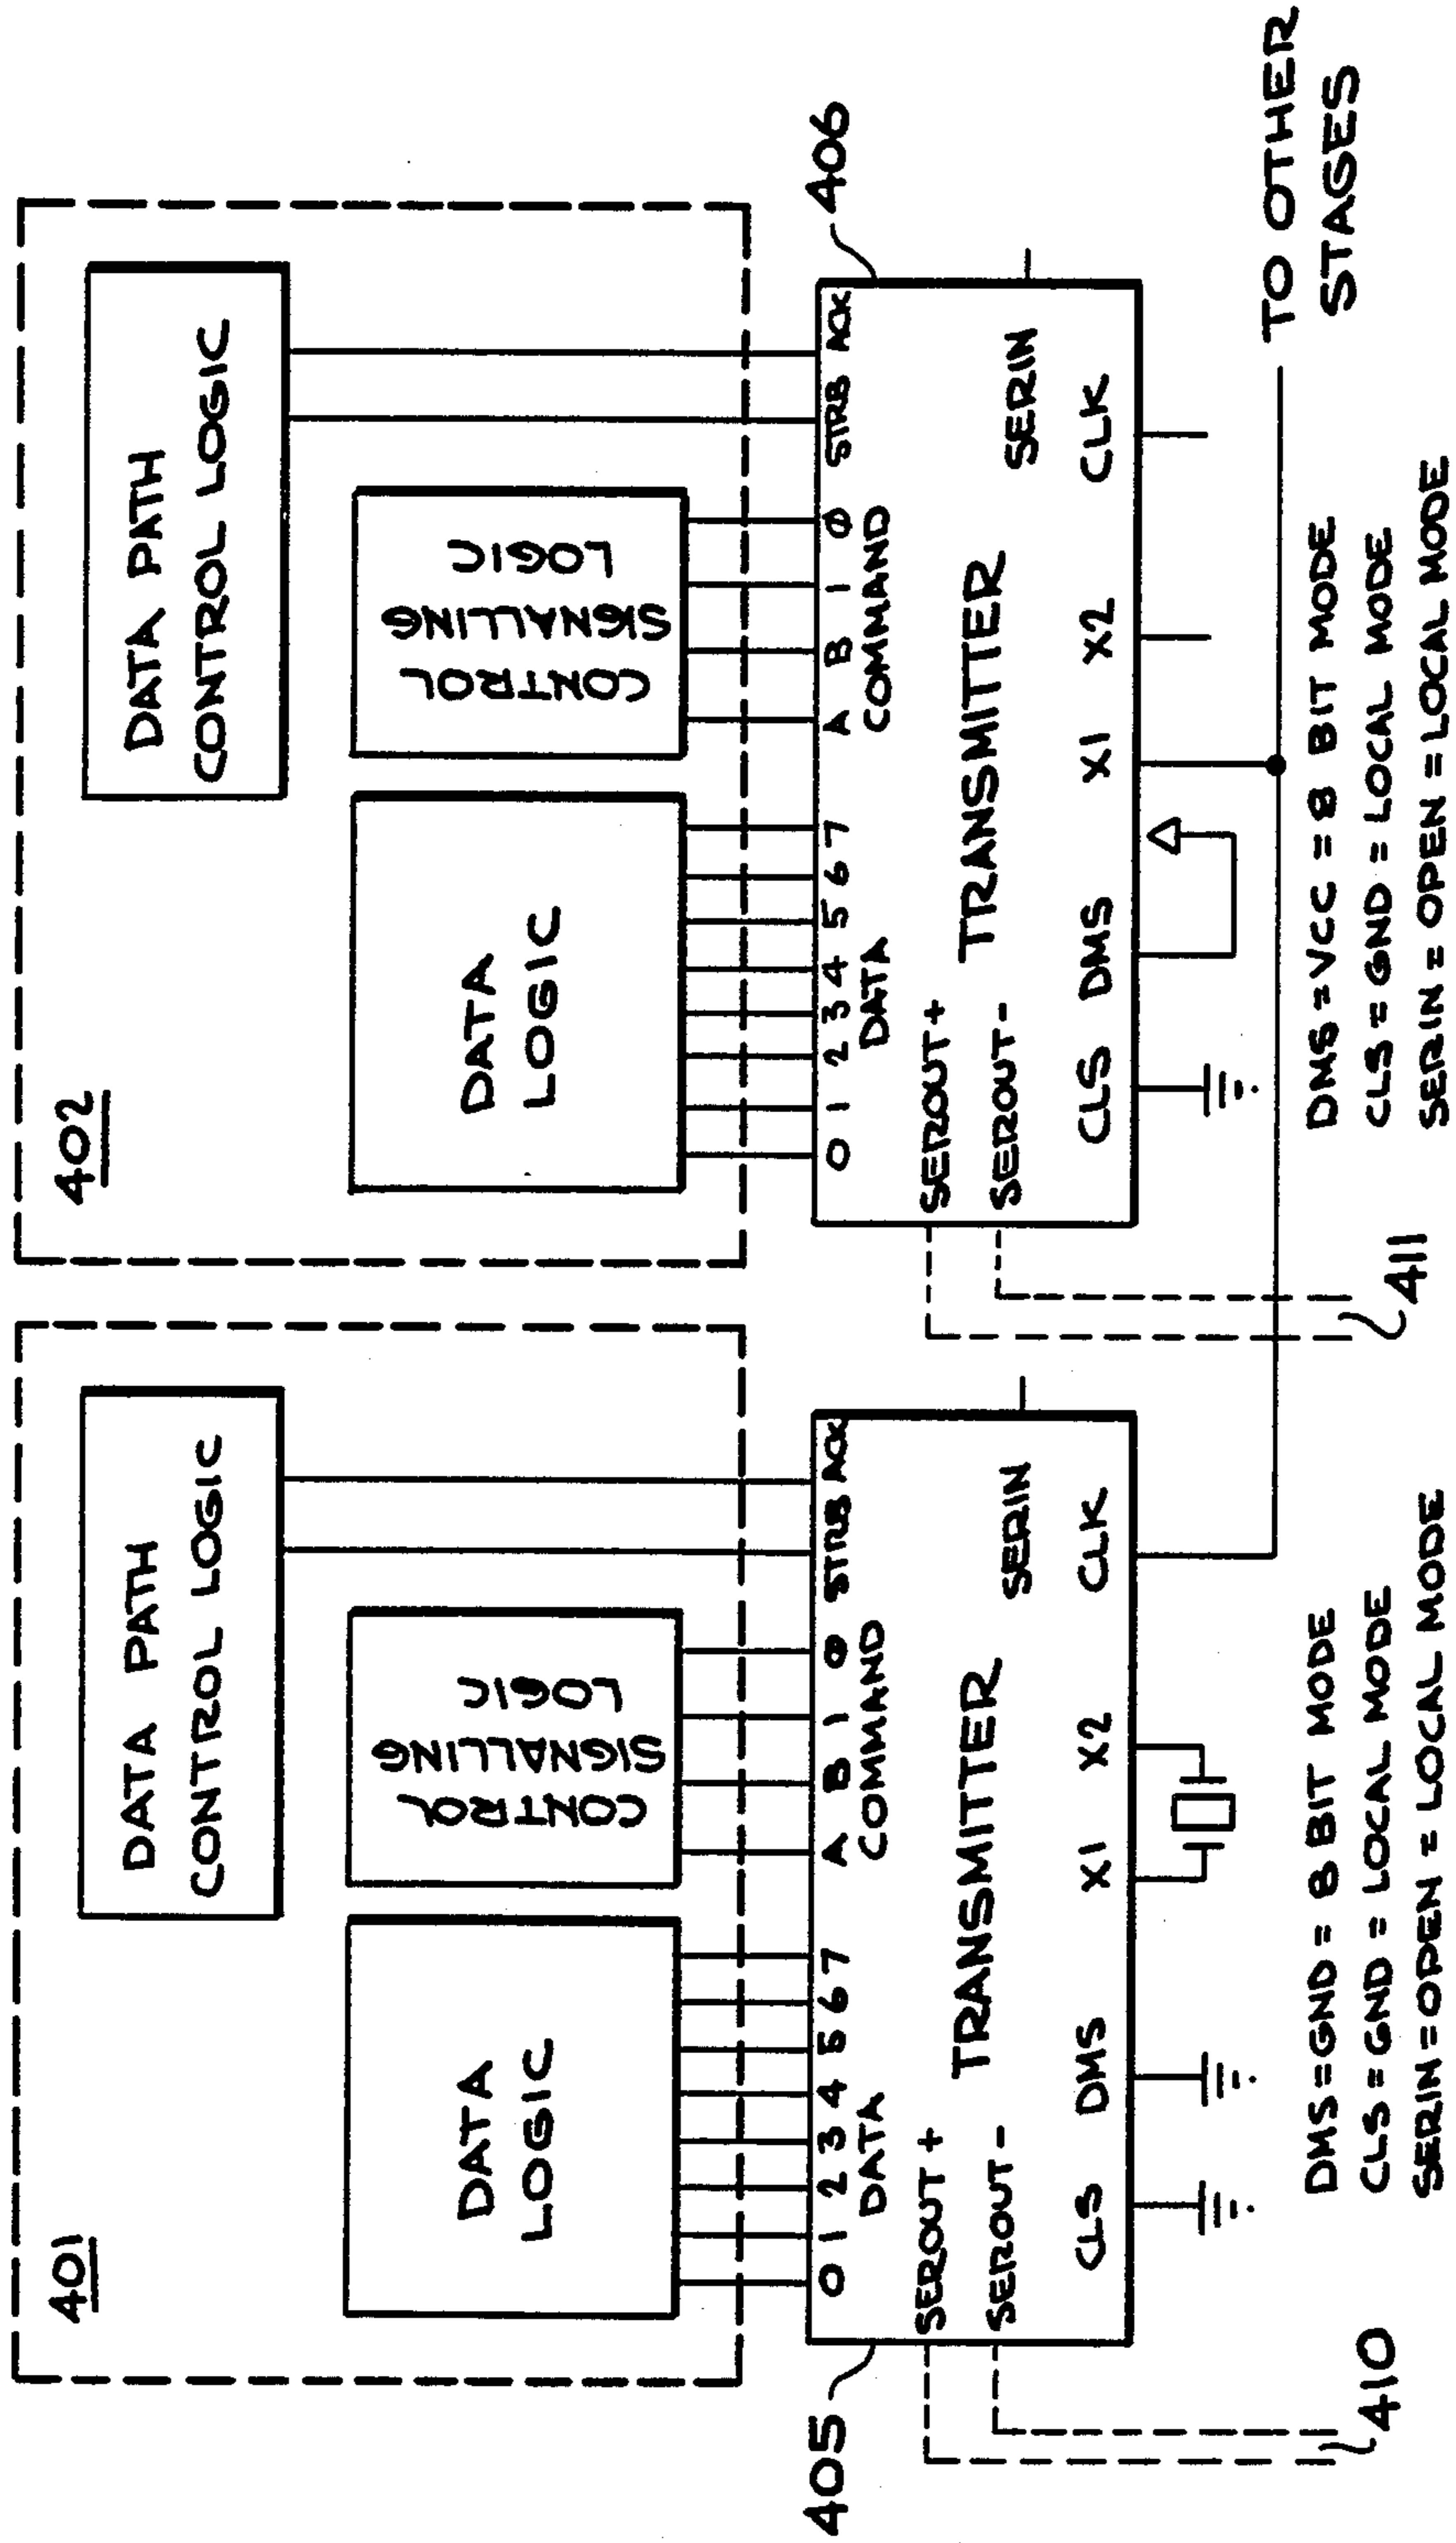 401
DATA PATH
CONTROL LOGIC
DATA
LOGIC
CONTROL
SIGNALLING
LOGIC
0 1 2 3 4 5 6 7
DATA
A B 1 0
COMMAND
STRB ACK
SEROUT +
SEROUT -
TRANSMITTER
SERIN
CLS DMS X1 X2 CLK
405
410
DMS = GND = 8 BIT MODE
CLS = GND = LOCAL MODE
SERIN = OPEN = LOCAL MODE
402
DATA PATH
CONTROL LOGIC
DATA
LOGIC
CONTROL
SIGNALLING
LOGIC
0 1 2 3 4 5 6 7
DATA
A B 1 0
COMMAND
STRB ACK
SEROUT +
SEROUT -
TRANSMITTER
SERIN
CLS DMS X1 X2 CLK
406
411
TO OTHER
STAGES
DMS = VCC = 8 BIT MODE
CLS = GND = LOCAL MODE
SERIN = OPEN = LOCAL MODE